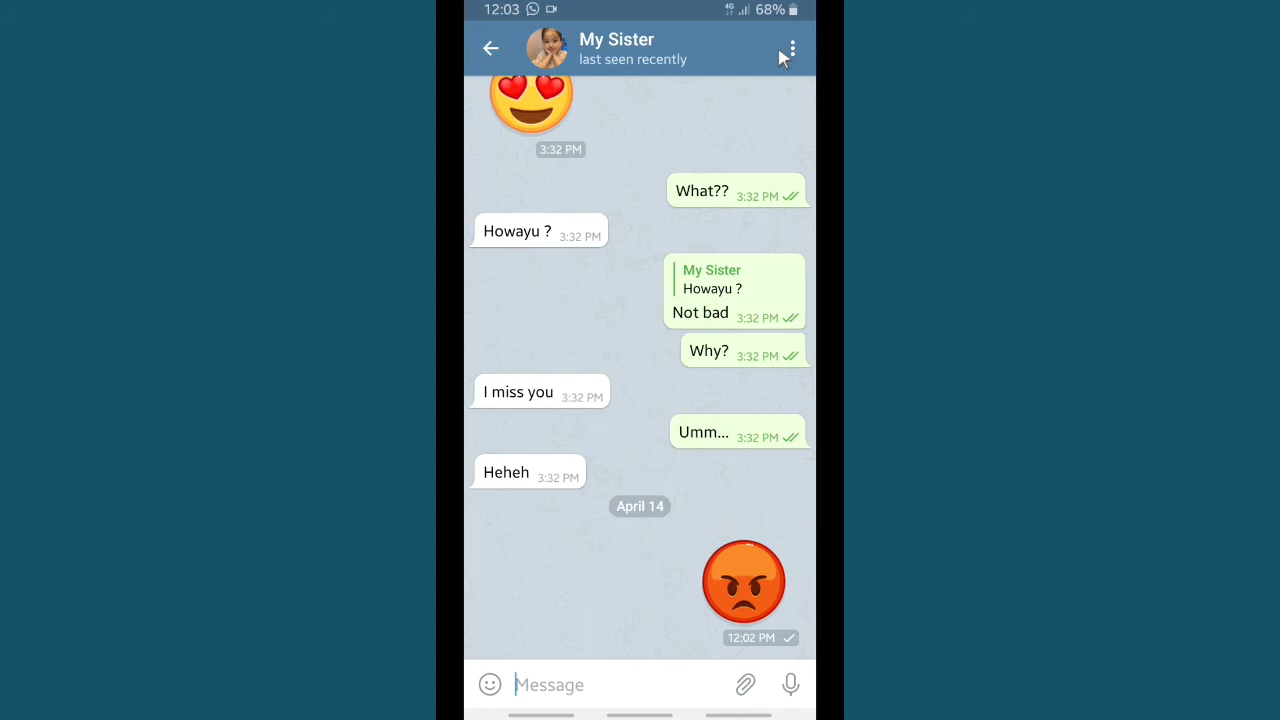 12:03 4G 68%
My Sister
last seen recently
3:32 PM
What?? 3:32 PM
Howayu ? 3:32 PM
My Sister
Howayu ?
Not bad 3:32 PM
Why? 3:32 PM
I miss you 3:32 PM
Umm... 3:32 PM
Heheh 3:32 PM
April 14
12:02 PM
Message